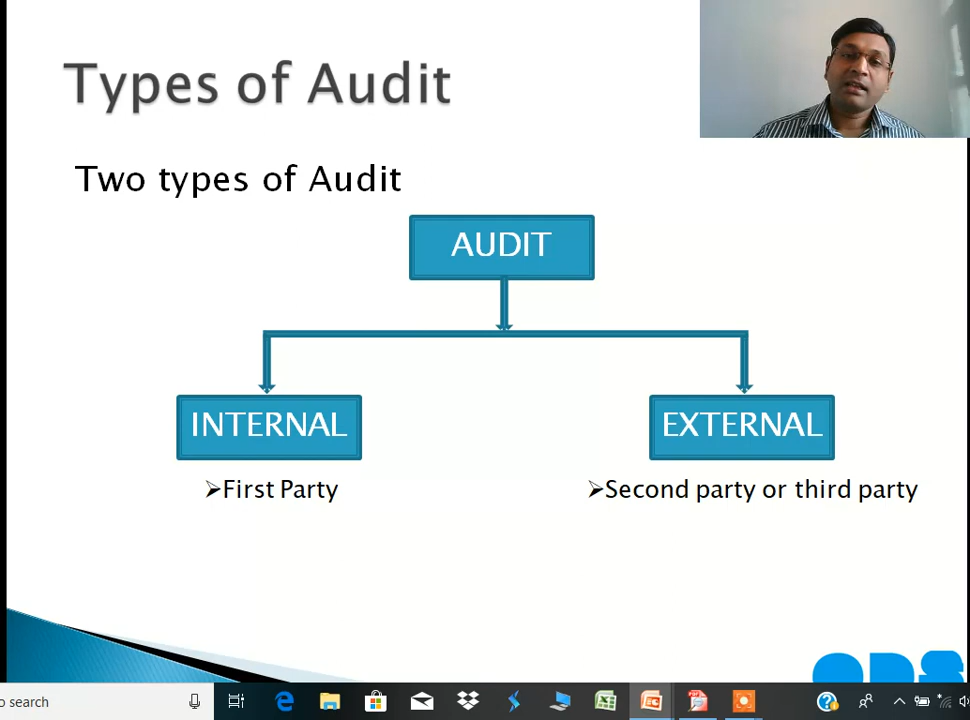 Types of Audit
Two types of Audit
AUDIT
INTERNAL
EXTERNAL
➢First Party
➢Second party or third party
o search